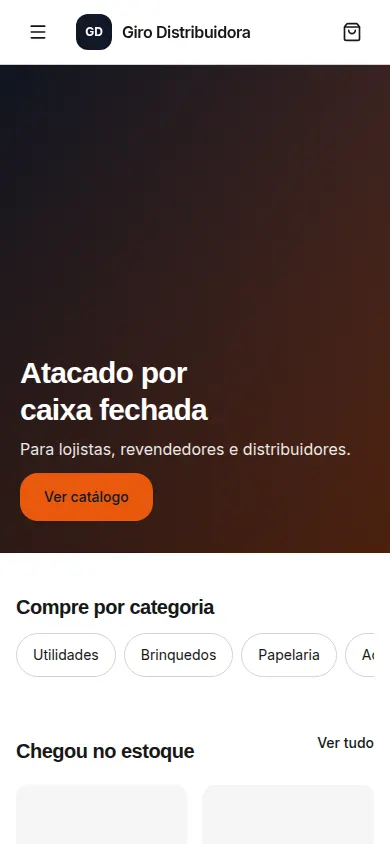 GD
Giro Distribuidora
Atacado por
caixa fechada
Para lojistas, revendedores e distribuidores.
Ver catálogo
Compre por categoria
Utilidades
Brinquedos
Papelaria
Chegou no estoque
Ver tudo